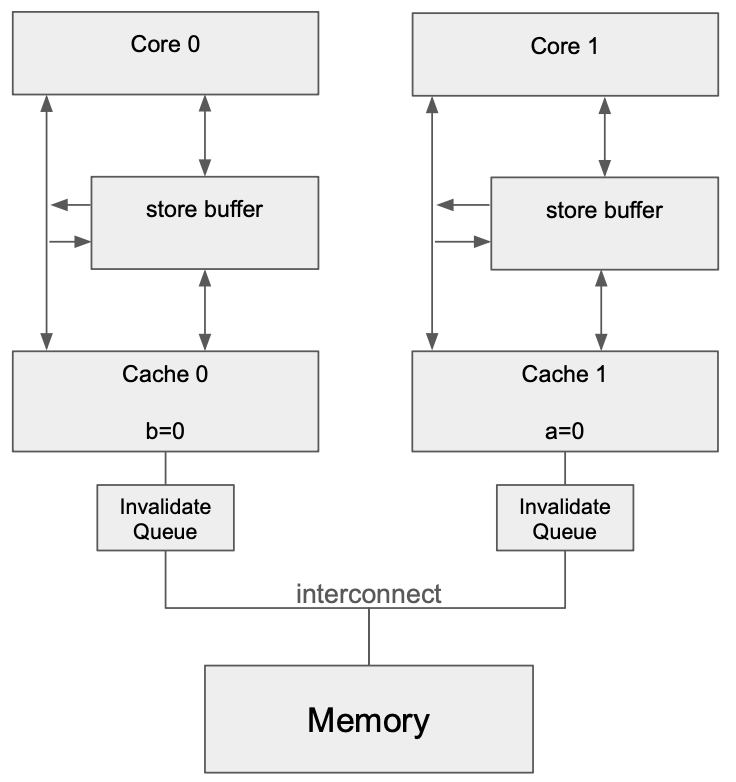 Core 0
Core 1
store buffer
store buffer
Cache 0
b=0
Cache 1
a=0
Invalidate
Queue
Invalidate
Queue
interconnect
Memory